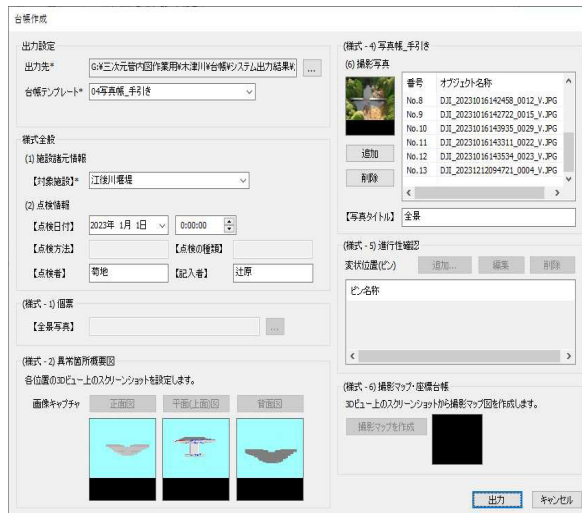 台帳作成
出力設定
出力先*
G:¥三次元管内図作業用¥木津川¥台帳¥システム出力結果¥;
...
台帳テンプレート*
04写真帳_手引き
様式全般
(1) 施設諸元情報
【対象施設】*
江後川堰堤
(2) 点検情報
【点検日付】
2023年 1月 1日
0:00:00
【点検方法】
【点検の種類】
【点検者】
菊地
【記入者】
辻原
(様式 - 1) 個票
【全景写真】
...
(様式 - 2) 異常箇所概要図
各位置の3Dビュー上のスクリーンショットを設定します。
画像キャプチャ
正面図
平面(上面)図
背面図
(様式 - 4) 写真帳_手引き
(6) 撮影写真
追加
削除
番号 オブジェクト名称
No.8 DJI_20231016142458_0012_V.JPG
No.9 DJI_20231016142722_0015_V.JPG
No.10 DJI_20231016143935_0029_V.JPG
No.11 DJI_20231016143311_0022_V.JPG
No.12 DJI_20231016143534_0023_V.JPG
No.13 DJI_20231212094721_0004_V.JPG
【写真タイトル】
全景
(様式 - 5) 進行性確認
変状位置(ピン)
追加...
編集
削除
ピン名称
(様式 - 6) 撮影マップ・座標台帳
3Dビュー上のスクリーンショットから撮影マップ図を作成します。
撮影マップを作成
出力
キャンセル